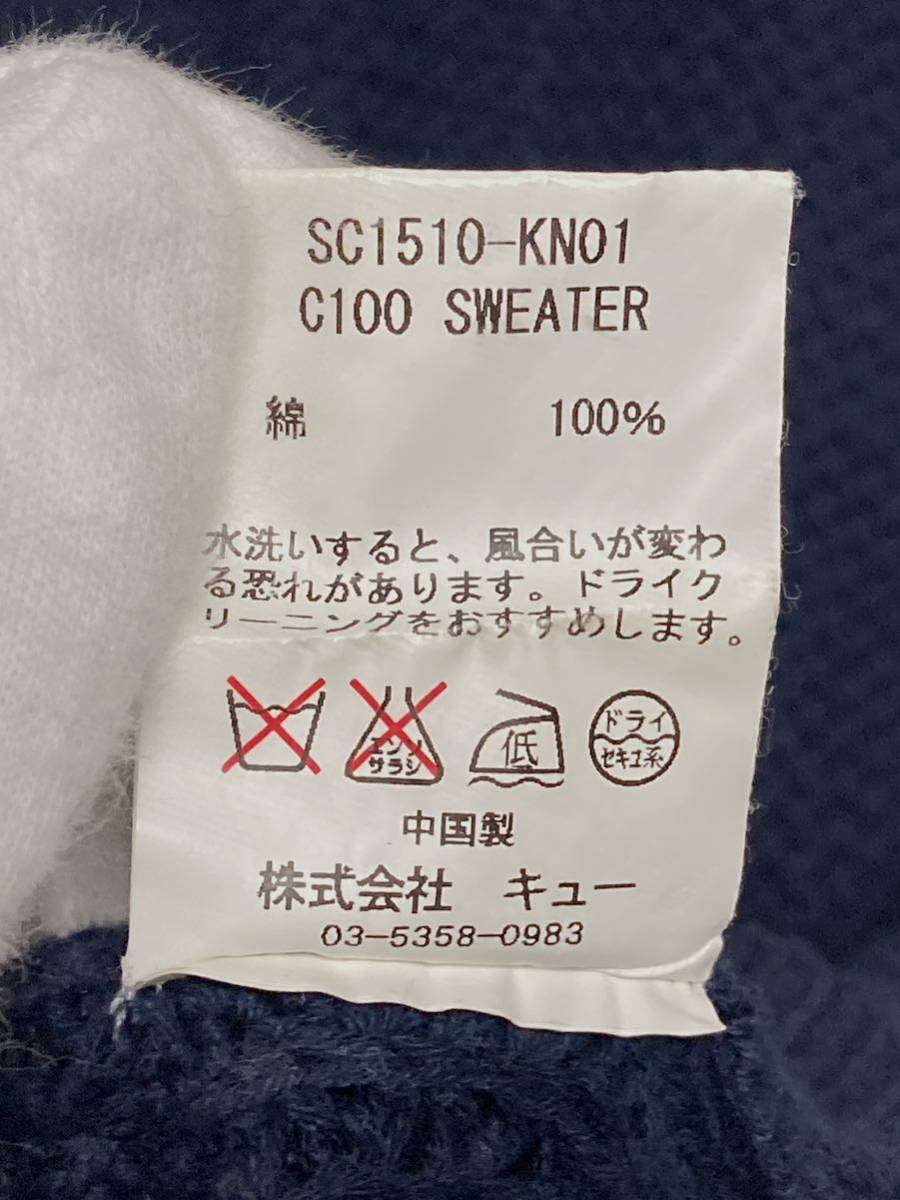 SC1510-KN01
C100 SWEATER
綿 100%
水洗いすると、風合いが変わ
る恐れがあります。ドライク
リーニングをおすすめします。
エンソ
サラシ
低
ドライ
セキユ系
中国製
株式会社 キュー
03-5358-0983